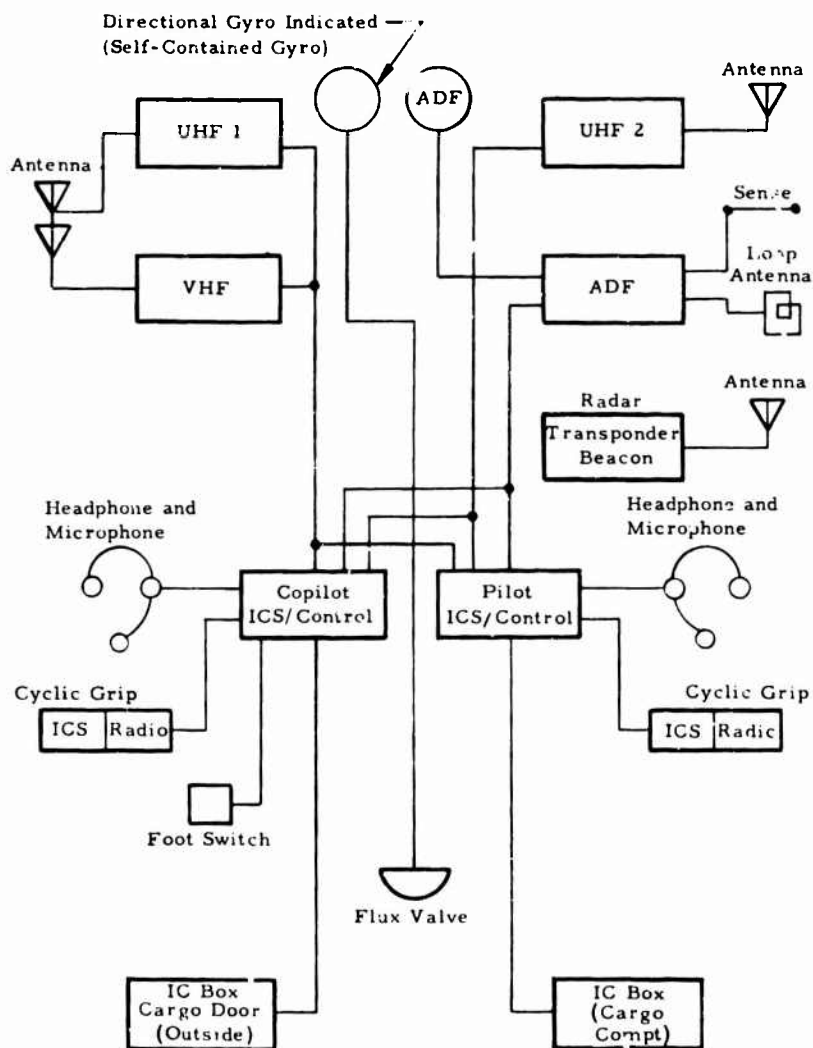 Directional Gyro Indicated
(Self-Contained Gyro)
ADF
Antenna
UHF 1
UHF 2
Antenna
Sense
Loop
Antenna
VHF
ADF
Antenna
Radar
Transponder
Beacon
Headphone and
Microphone
Headphone and
Microphone
Copilot
ICS/Control
Pilot
ICS/Control
Cyclic Grip
ICS Radio
Cyclic Grip
ICS Radio
Foot Switch
Flux Valve
IC Box
Cargo Door
(Outside)
IC Box
(Cargo
Compt)